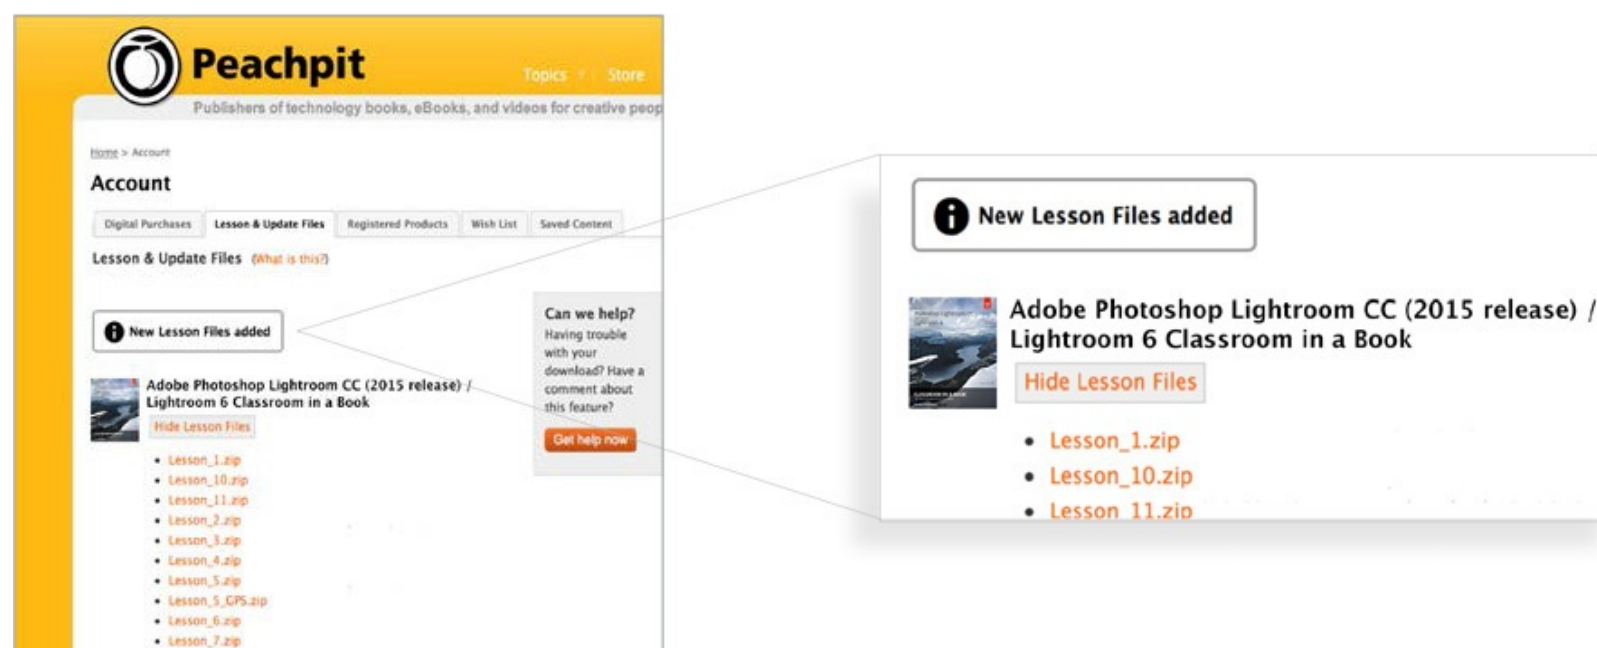 Peachpit
Topics Store
Publishers of technology books, eBooks, and videos for creative peop
Home > Account
Account
Digital Purchases Lesson & Update Files Registered Products Wish List Saved Content
Lesson & Update Files (What is this?)
New Lesson Files added
Adobe Photoshop Lightroom CC (2015 release) /
Lightroom 6 Classroom in a Book
Hide Lesson Files
• Lesson_1.zip
• Lesson_10.zip
• Lesson_11.zip
• Lesson_2.zip
• Lesson_3.zip
• Lesson_4.zip
• Lesson_5.zip
• Lesson_5_GPS.zip
• Lesson_6.zip
• Lesson_7.zip
Can we help?
Having trouble
with your
download? Have a
comment about
this feature?
Get help now
New Lesson Files added
Adobe Photoshop Lightroom CC (2015 release) /
Lightroom 6 Classroom in a Book
Hide Lesson Files
• Lesson_1.zip
• Lesson_10.zip
• Lesson_11.zip